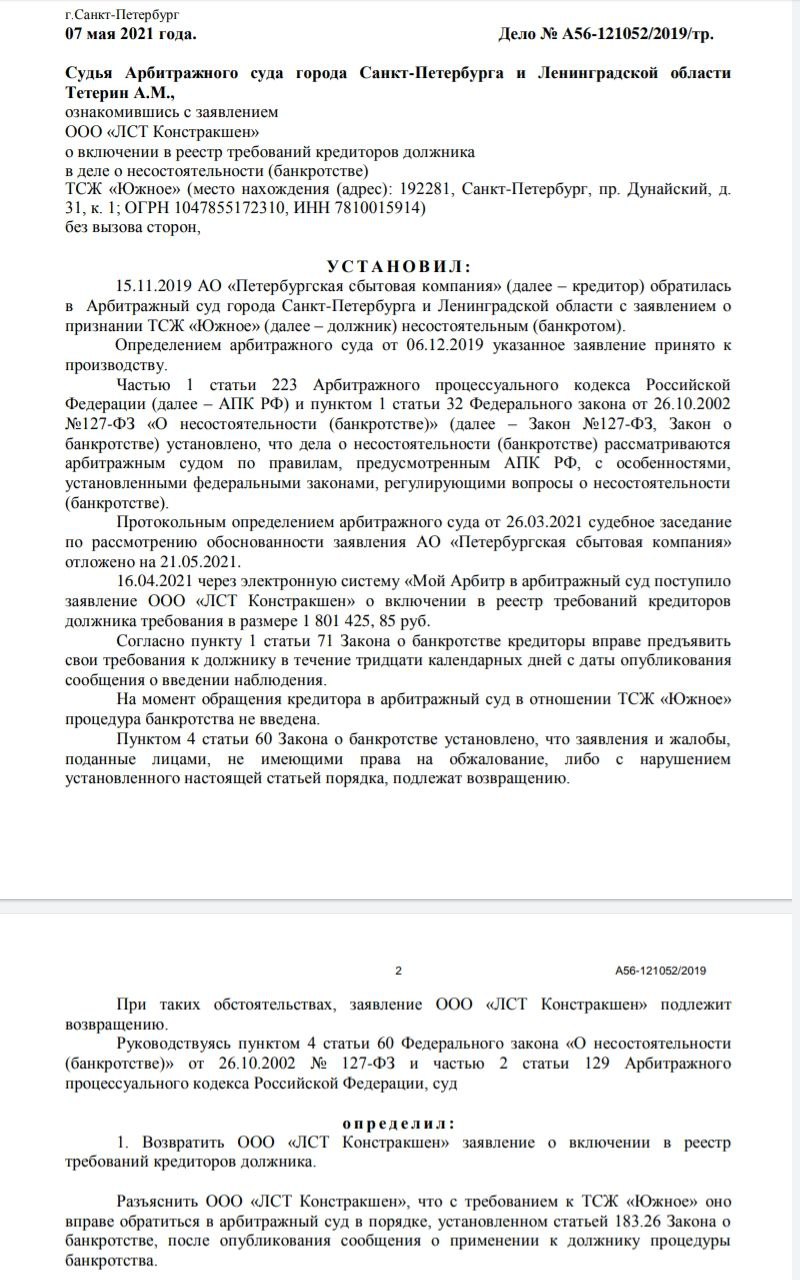 г.Санкт-Петербург
07 мая 2021 года. Дело № А56-121052/2019/тр.
Судья Арбитражного суда города Санкт-Петербурга и Ленинградской области
Тетерин А.М.,
ознакомившись с заявлением
ООО «ЛСТ Констракшен»
о включении в реестр требований кредиторов должника
в деле о несостоятельности (банкротстве)
ТСЖ «Южное» (место нахождения (адрес): 192281, Санкт-Петербург, пр. Дунайский, д.
31, к. 1; ОГРН 1047855172310, ИНН 7810015914)
без вызова сторон,
УСТАНОВИЛ:
15.11.2019 АО «Петербургская сбытовая компания» (далее – кредитор) обратилась
в Арбитражный суд города Санкт-Петербурга и Ленинградской области с заявлением о
признании ТСЖ «Южное» (далее – должник) несостоятельным (банкротом).
Определением арбитражного суда от 06.12.2019 указанное заявление принято к
производству.
Частью 1 статьи 223 Арбитражного процессуального кодекса Российской
Федерации (далее – АПК РФ) и пунктом 1 статьи 32 Федерального закона от 26.10.2002
№127-ФЗ «О несостоятельности (банкротстве)» (далее – Закон №127-ФЗ, Закон о
банкротстве) установлено, что дела о несостоятельности (банкротстве) рассматриваются
арбитражным судом по правилам, предусмотренным АПК РФ, с особенностями,
установленными федеральными законами, регулирующими вопросы о несостоятельности
(банкротстве).
Протокольным определением арбитражного суда от 26.03.2021 судебное заседание
по рассмотрению обоснованности заявления АО «Петербургская сбытовая компания»
отложено на 21.05.2021.
16.04.2021 через электронную систему «Мой Арбитр в арбитражный суд поступило
заявление ООО «ЛСТ Констракшен» о включении в реестр требований кредиторов
должника требования в размере 1 801 425, 85 руб.
Согласно пункту 1 статьи 71 Закона о банкротстве кредиторы вправе предъявить
свои требования к должнику в течение тридцати календарных дней с даты опубликования
сообщения о введении наблюдения.
На момент обращения кредитора в арбитражный суд в отношении ТСЖ «Южное»
процедура банкротства не введена.
Пунктом 4 статьи 60 Закона о банкротстве установлено, что заявления и жалобы,
поданные лицами, не имеющими права на обжалование, либо с нарушением
установленного настоящей статьей порядка, подлежат возвращению.
2 А56-121052/2019
При таких обстоятельствах, заявление ООО «ЛСТ Констракшен» подлежит
возвращению.
Руководствуясь пунктом 4 статьи 60 Федерального закона «О несостоятельности
(банкротстве)» от 26.10.2002 № 127-ФЗ и частью 2 статьи 129 Арбитражного
процессуального кодекса Российской Федерации, суд
определил:
1. Возвратить ООО «ЛСТ Констракшен» заявление о включении в реестр
требований кредиторов должника.
Разъяснить ООО «ЛСТ Констракшен», что с требованием к ТСЖ «Южное» оно
вправе обратиться в арбитражный суд в порядке, установленном статьей 183.26 Закона о
банкротстве, после опубликования сообщения о применении к должнику процедуры
банкротства.